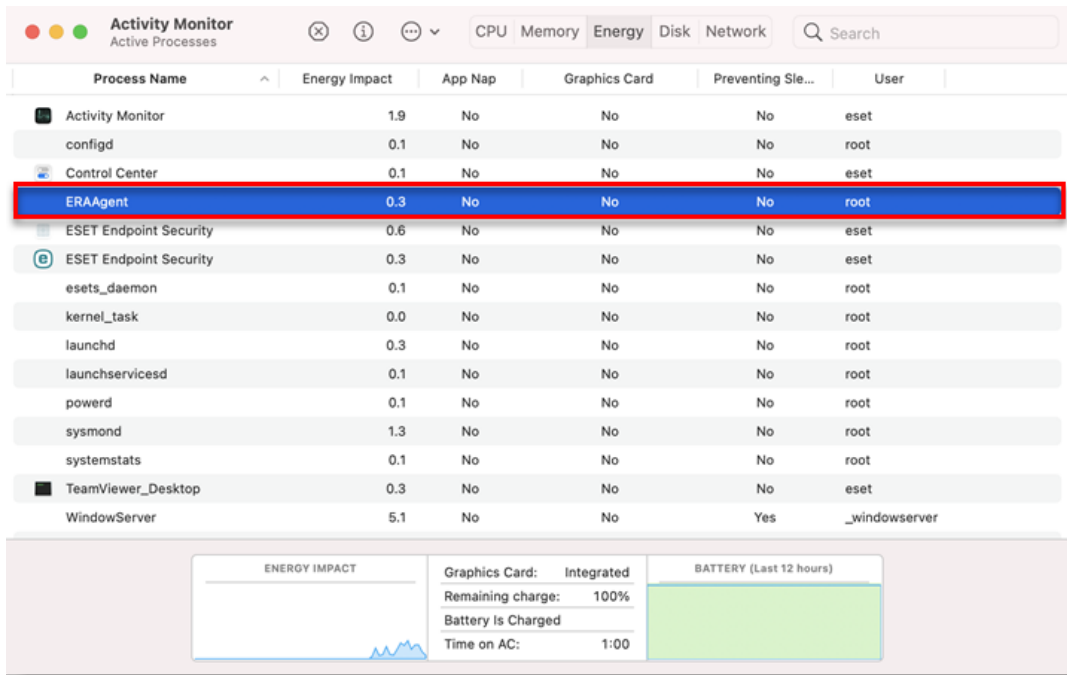 Activity Monitor
Active Processes
CPU Memory Energy Disk Network Search
Process Name Energy Impact App Nap Graphics Card Preventing Sle... User
Activity Monitor 1.9 No No No eset
configd 0.1 No No No root
Control Center 0.1 No No No eset
ERAAgent 0.3 No No No root
ESET Endpoint Security 0.6 No No No eset
e ESET Endpoint Security 0.3 No No No eset
esets_daemon 0.1 No No No root
kernel_task 0.0 No No No root
launchd 0.3 No No No root
launchservicesd 0.1 No No No root
powerd 0.1 No No No root
sysmond 1.3 No No No root
systemstats 0.1 No No No root
TeamViewer_Desktop 0.3 No No No eset
WindowServer 5.1 No No Yes _windowserver
ENERGY IMPACT
Graphics Card: Integrated
Remaining charge: 100%
Battery Is Charged
Time on AC: 1:00
BATTERY (Last 12 hours)